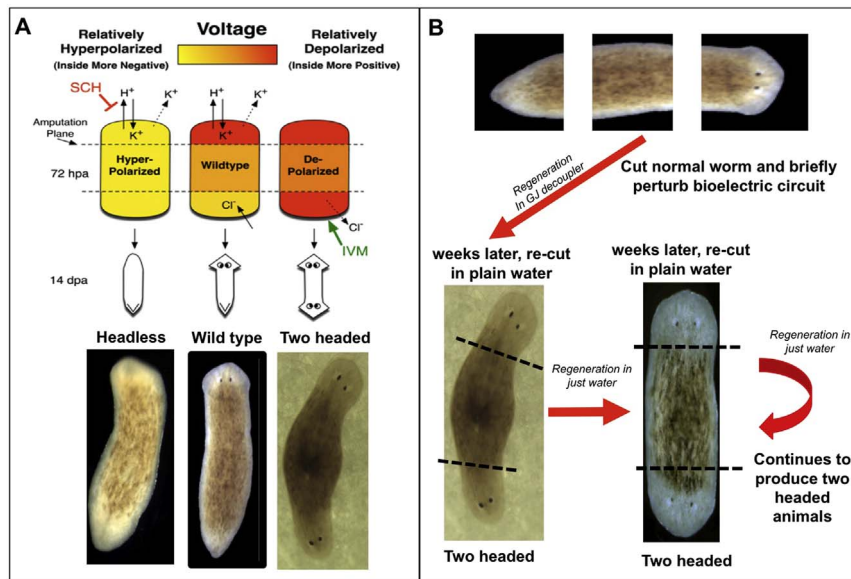 A
Relatively
Hyperpolarized
(Inside More Negative)
Voltage
Relatively
Depolarized
(Inside More Positive)
SCH
H+
K+
H+
K+
Amputation
Plane
K+
K+
72 hpa
Hyper-
Polarized
Wildtype
De-
Polarized
Cl-
Cl-
IVM
14 dpa
Headless
Wild type
Two headed
B
Cut normal worm and briefly
perturb bioelectric circuit
Regeneration
In GJ decoupler
weeks later, re-cut
in plain water
weeks later, re-cut
in plain water
Regeneration in
just water
Regeneration in
just water
Continues to
produce two
headed
animals
Two headed
Two headed